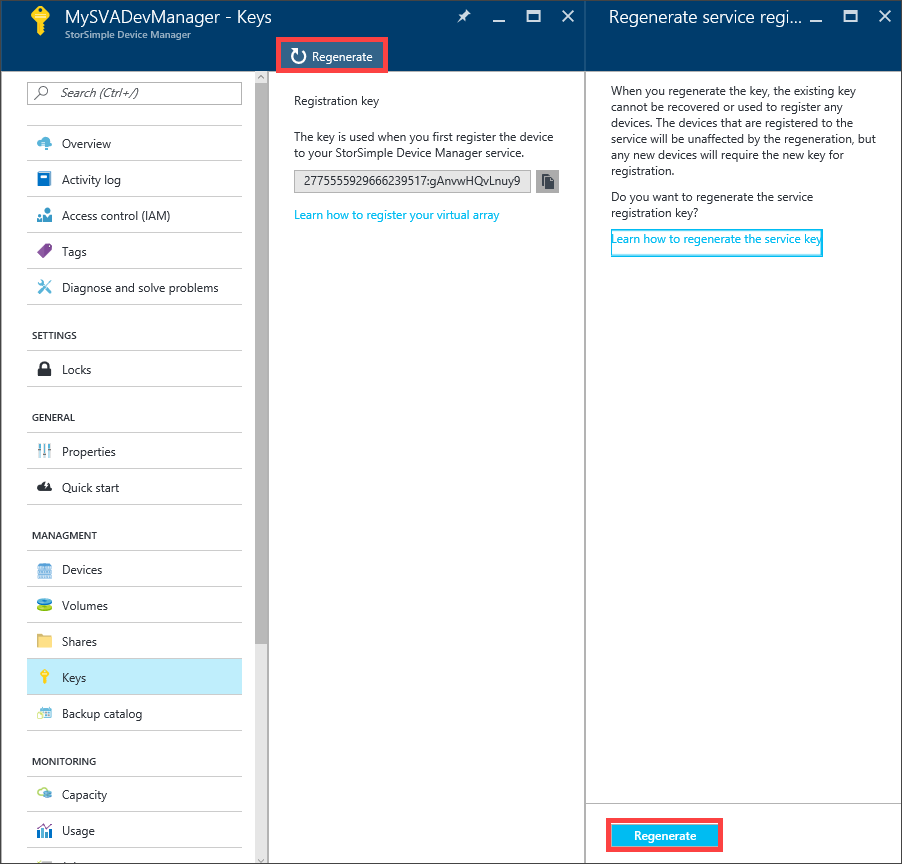 MySVADevManager - Keys
StorSimple Device Manager
Search (Ctrl+/)
Overview
Activity log
Access control (IAM)
Tags
Diagnose and solve problems
SETTINGS
Locks
GENERAL
Properties
Quick start
MANAGMENT
Devices
Volumes
Shares
Keys
Backup catalog
MONITORING
Capacity
Usage
Regenerate
Registration key
The key is used when you first register the device
to your StorSimple Device Manager service.
2775555929666239517:gAnvwHQvLnuy9
Learn how to register your virtual array
Regenerate service regi...
When you regenerate the key, the existing key
cannot be recovered or used to register any
devices. The devices that are registered to the
service will be unaffected by the regeneration, but
any new devices will require the new key for
registration.
Do you want to regenerate the service
registration key?
Learn how to regenerate the service key
Regenerate